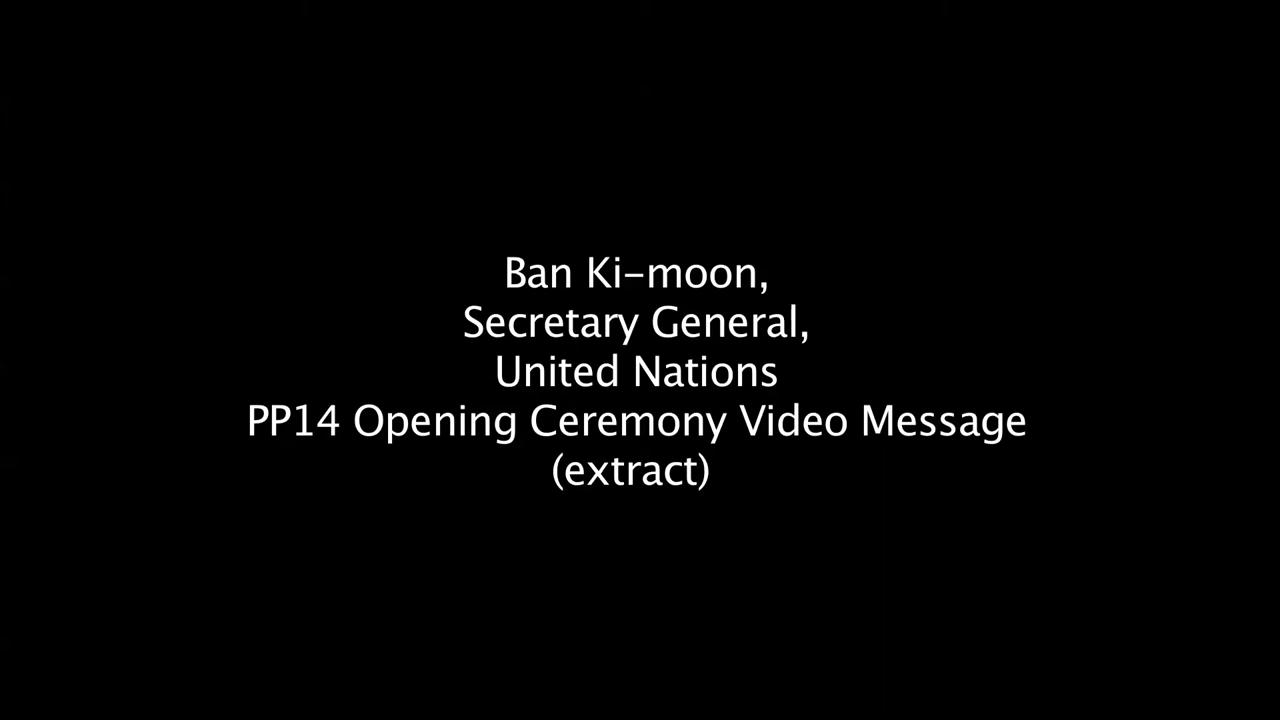 Ban Ki-moon,
Secretary General,
United Nations
PP14 Opening Ceremony Video Message
(extract)